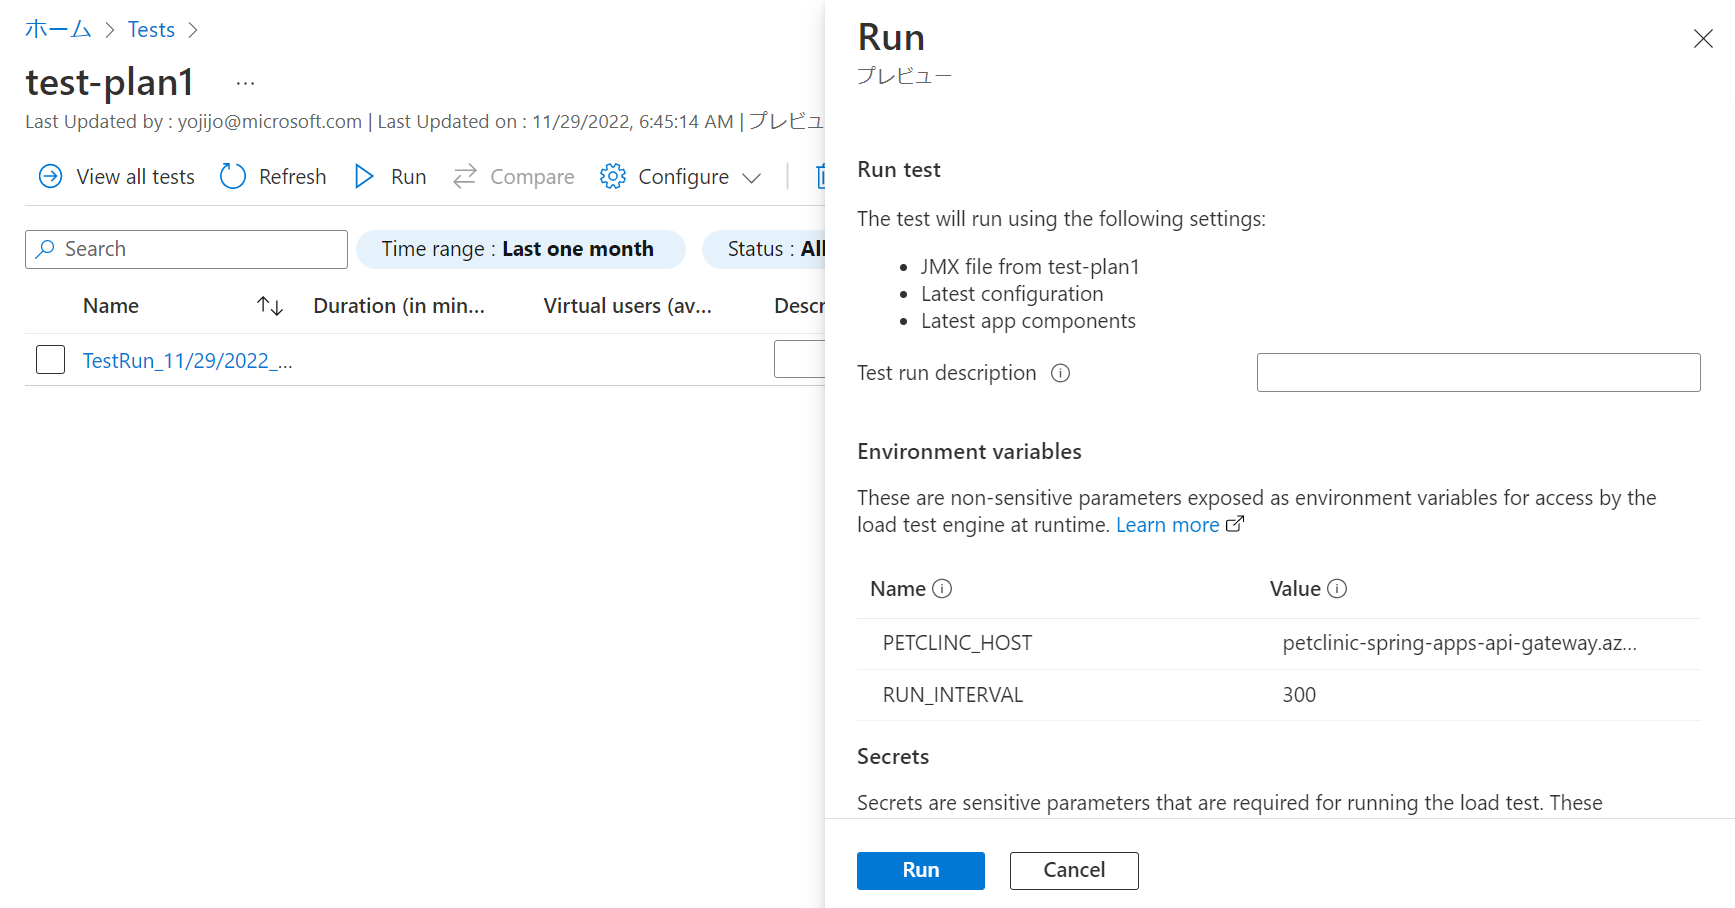 ホーム > Tests >
test-plan1 ...
Last Updated by : yojijo@microsoft.com | Last Updated on : 11/29/2022, 6:45:14 AM | プレビュ
View all tests Refresh Run Compare Configure
Search Time range : Last one month Status : All
Name Duration (in min... Virtual users (av... Descr
TestRun_11/29/2022_...
Run
プレビュー
Run test
The test will run using the following settings:
• JMX file from test-plan1
• Latest configuration
• Latest app components
Test run description
Environment variables
These are non-sensitive parameters exposed as environment variables for access by the
load test engine at runtime. Learn more
Name Value
PETCLINC_HOST petclinic-spring-apps-api-gateway.az...
RUN_INTERVAL 300
Secrets
Secrets are sensitive parameters that are required for running the load test. These
Run Cancel